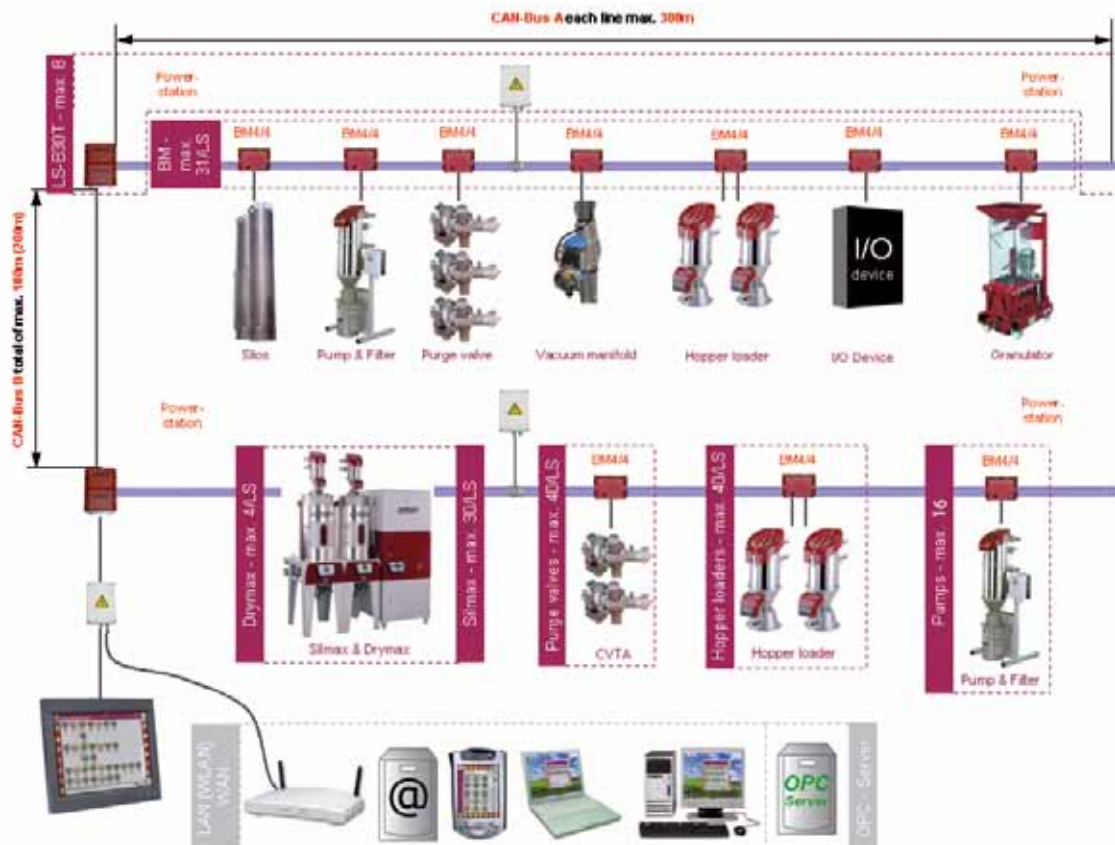 CAN-Bus A each line max. 300m
LS-B30T - max. 8
Power-
station
Power-
station
BM -
max.
31/LS
BM4/4
BM4/4
BM4/4
BM4/4
BM4/4
BM4/4
BM4/4
CAN-Bus B total of max. 100m (200m)
I/O
device
Silos
Pump & Filter
Purge valve
Vacuum manifold
Hopper loader
I/O Device
Granulator
Power-
station
Power-
station
Drymax - max. 4/LS
Silmax - max. 30/LS
Purge valves - max. 40/LS
BM4/4
Hopper loaders - max. 40/LS
BM4/4
Pumps - max. 16
BM4/4
Silmax & Drymax
CVTA
Hopper loader
Pump & Filter
LAN (WLAN)
WAN
@
OPC
Server
OPC - Server